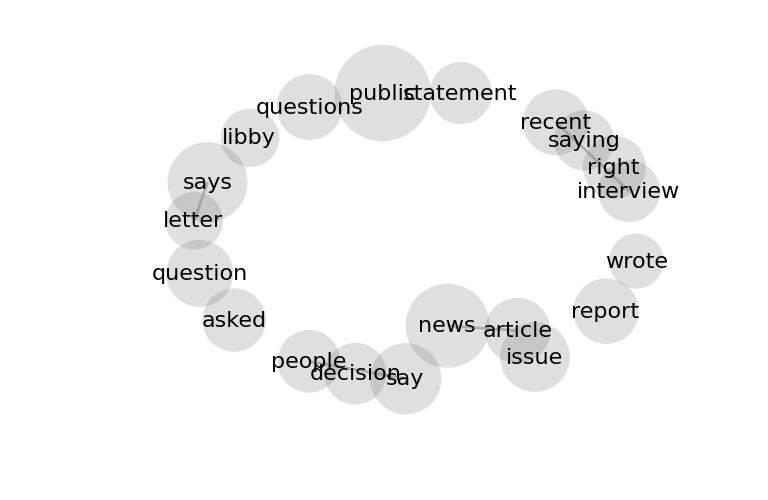 public
statement
questions
recent
libby
saying
right
says
interview
letter
wrote
question
report
asked
news
article
issue
people
decision
say